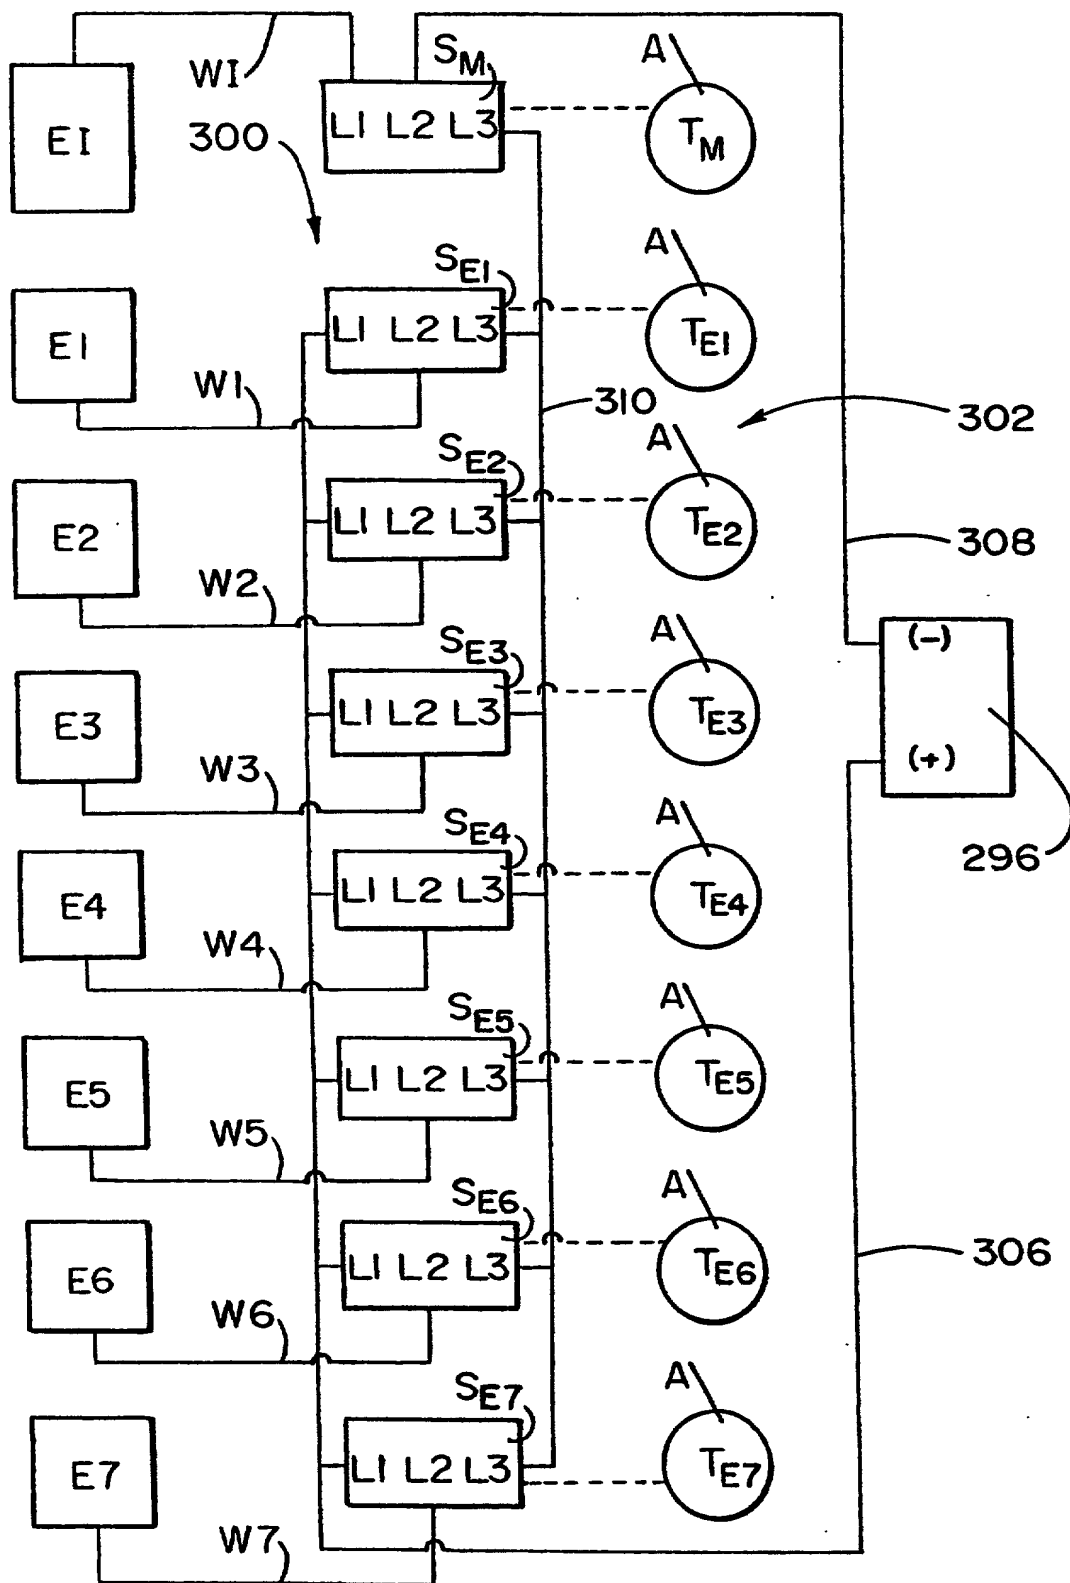 WI
S_M
A
EI
300
L1 L2 L3
T_M
S_E1
A
E1
L1 L2 L3
T_E1
W1
310
302
S_E2
A
E2
L1 L2 L3
T_E2
308
W2
S_E3
A
(-)
E3
L1 L2 L3
T_E3
W3
(+)
S_E4
A
296
E4
L1 L2 L3
T_E4
W4
S_E5
A
E5
L1 L2 L3
T_E5
W5
S_E6
A
306
E6
L1 L2 L3
T_E6
W6
S_E7
A
E7
L1 L2 L3
T_E7
W7